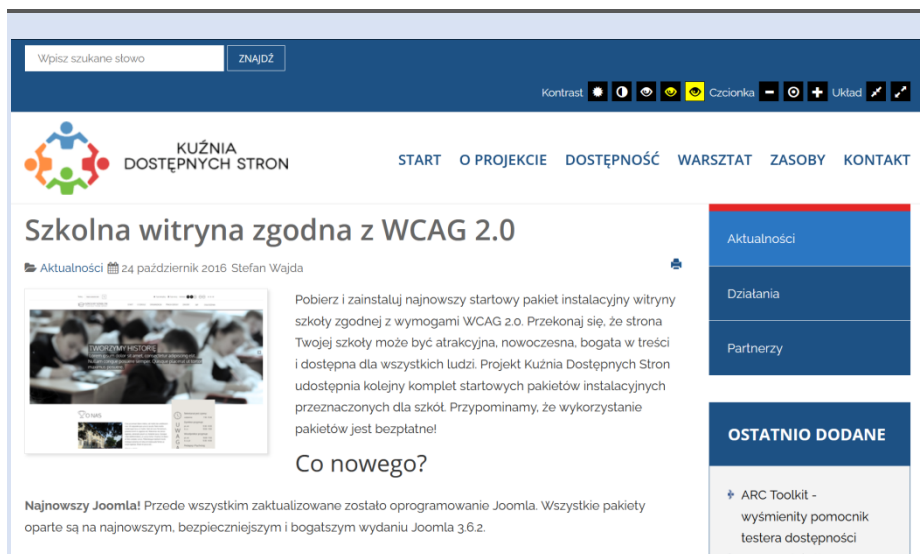 Wpisz szukane słowo
ZNAJDŹ
Kontrast
Czcionka
Układ
KUŹNIA
DOSTĘPNYCH STRON
START O PROJEKCIE DOSTĘPNOŚĆ WARSZTAT ZASOBY KONTAKT
Szkolna witryna zgodna z WCAG 2.0
Aktualności 24 październik 2016 Stefan Wajda
TWORZYMY HISTORIĘ
O NAS
UWAGA
Pobierz i zainstaluj najnowszy startowy pakiet instalacyjny witryny
szkoły zgodnej z wymogami WCAG 2.0. Przekonaj się, że strona
Twojej szkoły może być atrakcyjna, nowoczesna, bogata w treści
i dostępna dla wszystkich ludzi. Projekt Kuźnia Dostępnych Stron
udostępnia kolejny komplet startowych pakietów instalacyjnych
przeznaczonych dla szkół. Przypominamy, że wykorzystanie
pakietów jest bezpłatne!
Co nowego?
Najnowszy Joomla! Przede wszystkim zaktualizowane zostało oprogramowanie Joomla. Wszystkie pakiety
oparte są na najnowszym, bezpieczniejszym i bogatszym wydaniu Joomla 3.6.2.
Aktualności
Działania
Partnerzy
OSTATNIO DODANE
ARC Toolkit -
wyśmienity pomocnik
testera dostępności